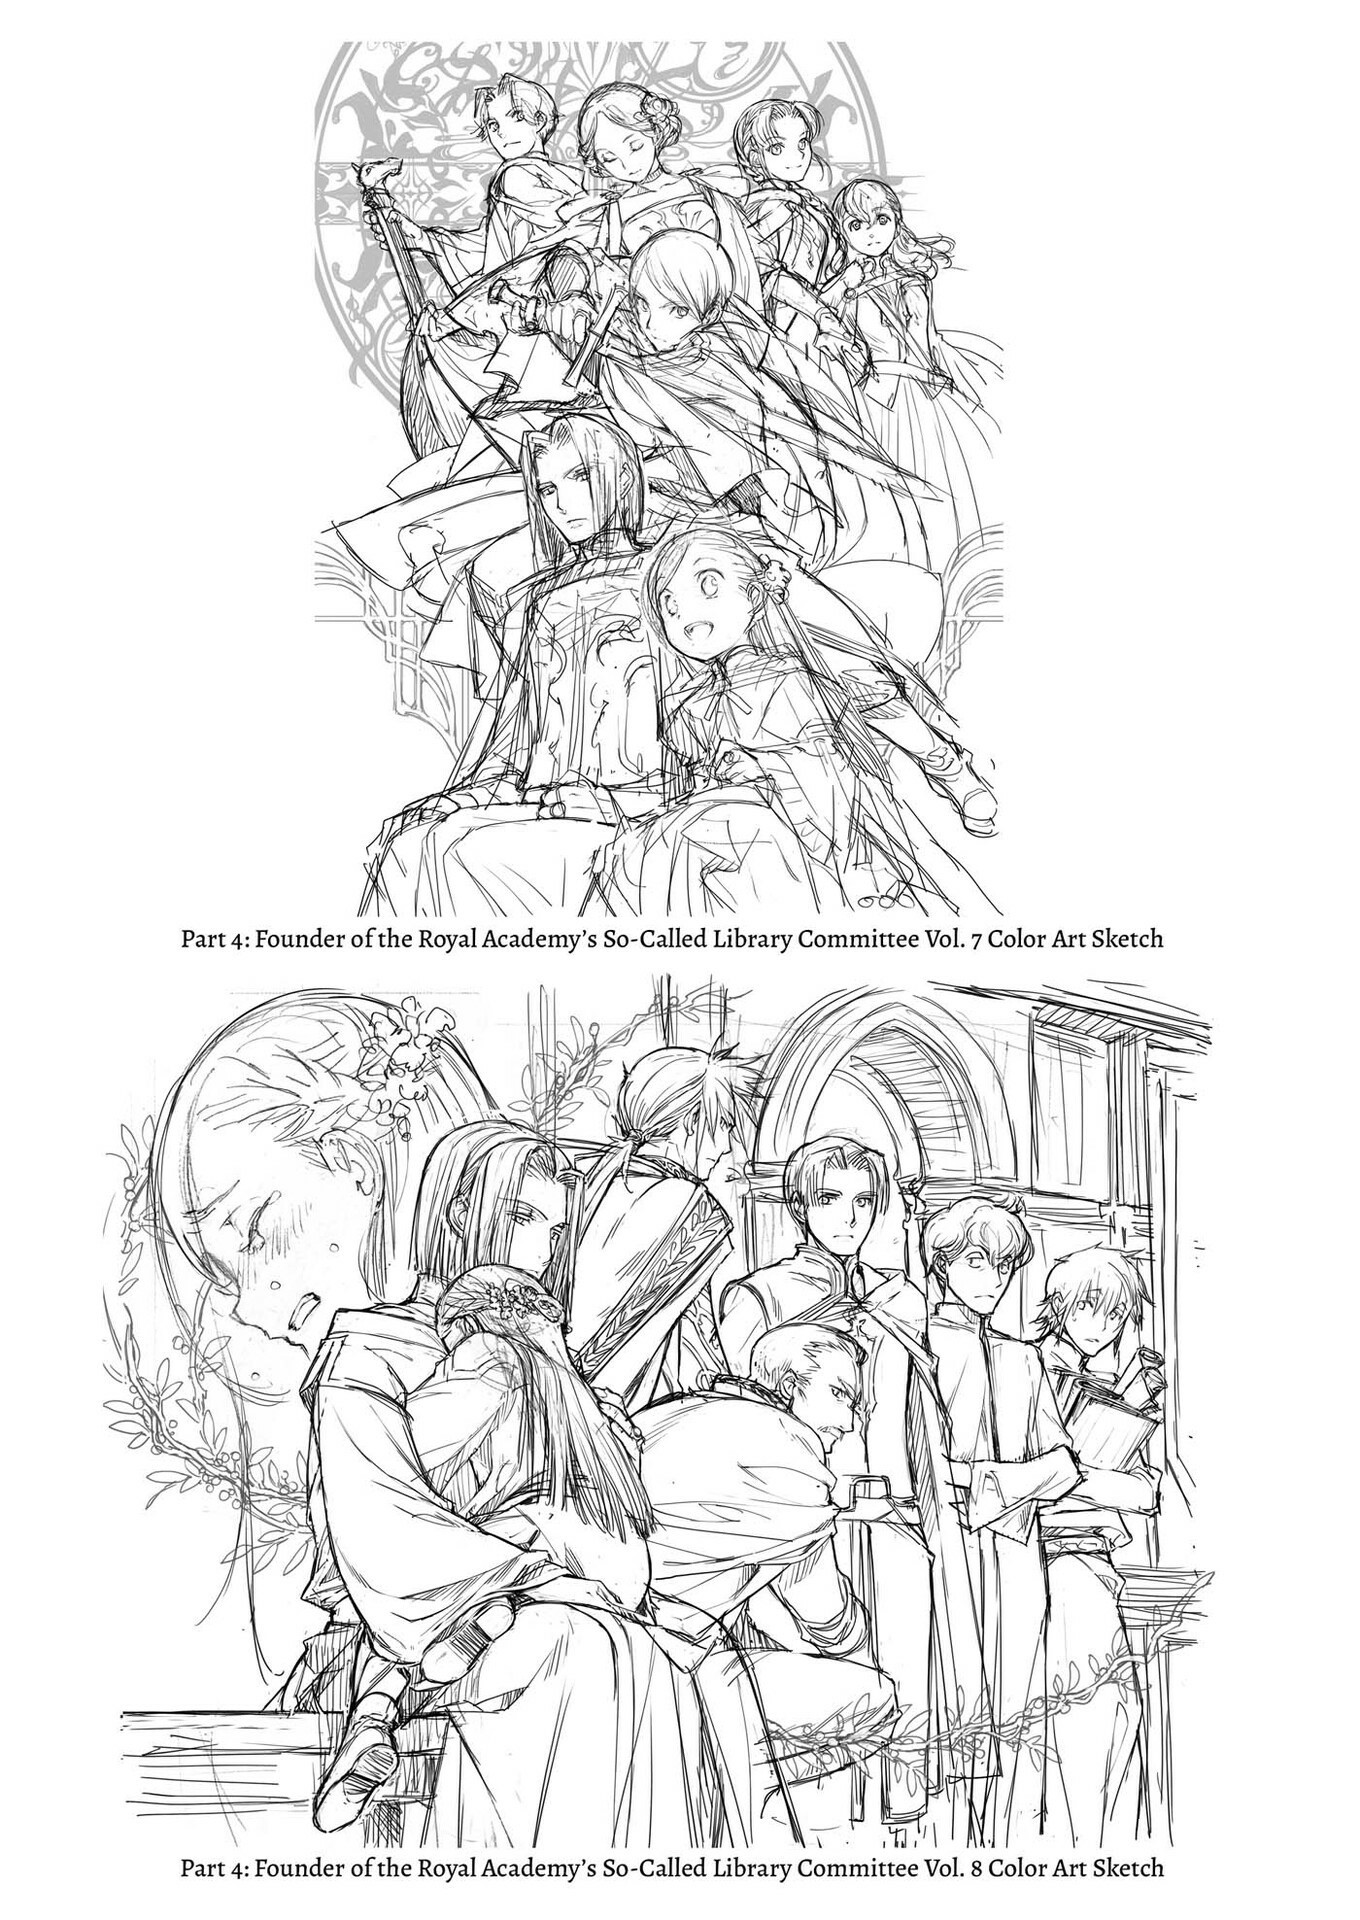 Part 4: Founder of the Royal Academy’s So-Called Library Committee Vol. 7 Color Art Sketch
Part 4: Founder of the Royal Academy’s So-Called Library Committee Vol. 8 Color Art Sketch